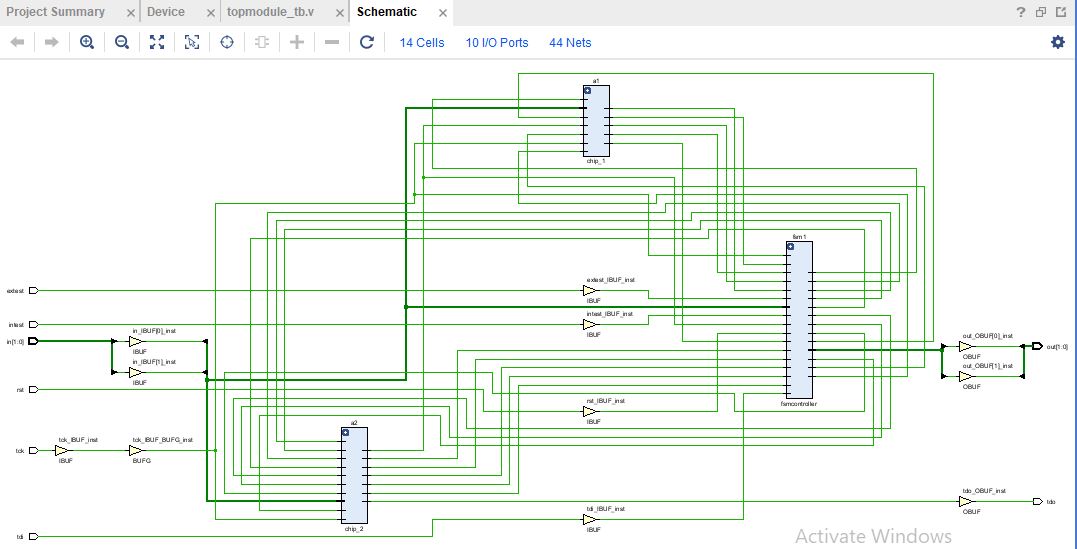 Project Summary
Device
topmodule_tb.v
Schematic
14 Cells
10 I/O Ports
44 Nets
a1
chip_1
fsm1
fsmcontroller
extest
extest_IBUF_inst
IBUF
intest
intest_IBUF_inst
IBUF
in[1:0]
in_IBUF[0]_inst
IBUF
in_IBUF[1]_inst
IBUF
out_OBUF[0]_inst
OBUF
out[1:0]
out_OBUF[1]_inst
OBUF
rst
rst_IBUF_inst
IBUF
a2
chip_2
tck
tck_IBUF_inst
IBUF
tck_IBUF_BUFG_inst
BUFG
tdo_OBUF_inst
OBUF
tdo
tdi
tdi_IBUF_inst
IBUF
Activate Windows